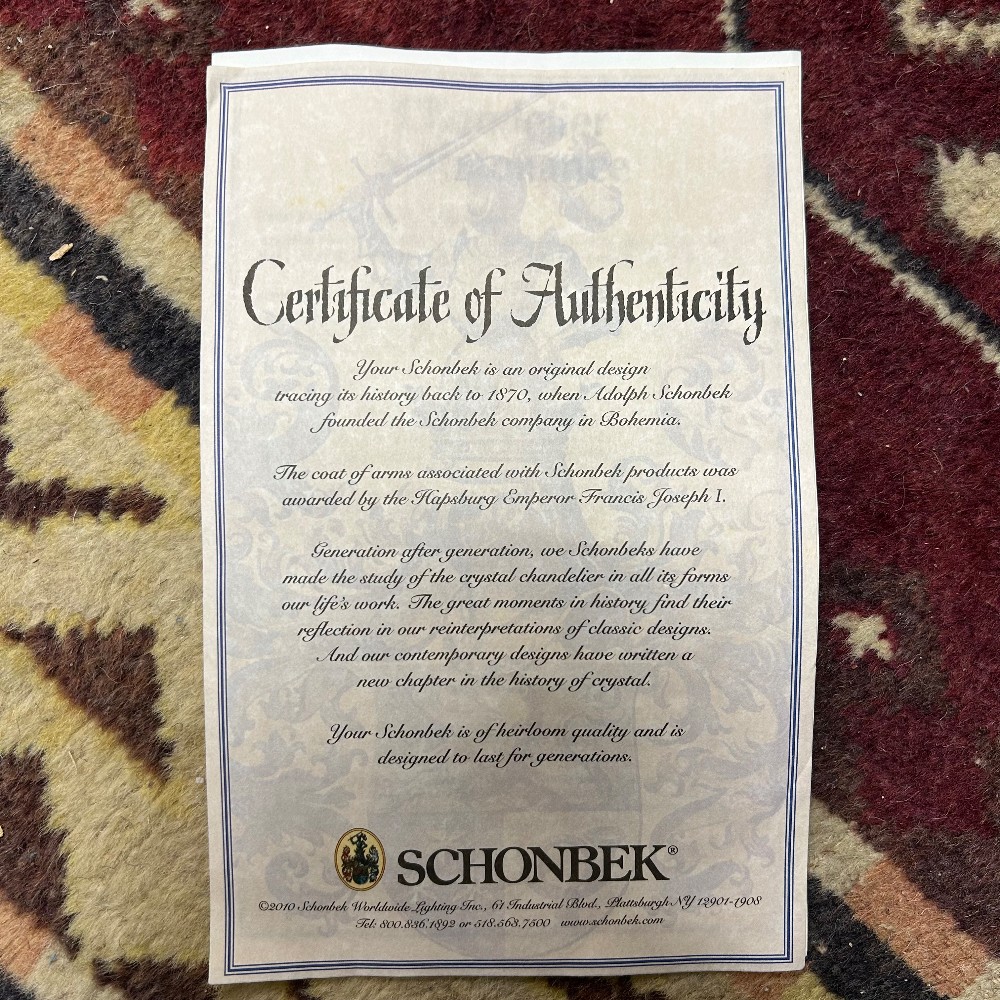 Certificate of Authenticity
Your Schonbek is an original design
tracing its history back to 1870, when Adolph Schonbek
founded the Schonbek company in Bohemia.
The coat of arms associated with Schonbek products was
awarded by the Hapsburg Emperor Francis Joseph I.
Generation after generation, we Schonbeks have
made the study of the crystal chandelier in all its forms
our life's work. The great moments in history find their
reflection in our reinterpretations of classic designs.
And our contemporary designs have written a
new chapter in the history of crystal.
Your Schonbek is of heirloom quality and is
designed to last for generations.
SCHONBEK®
©2010 Schonbek Worldwide Lighting Inc., 61 Industrial Blvd., Plattsburgh NY 12901-1908
Tel: 800.836.1892 or 518.563.7500 www.schonbek.com